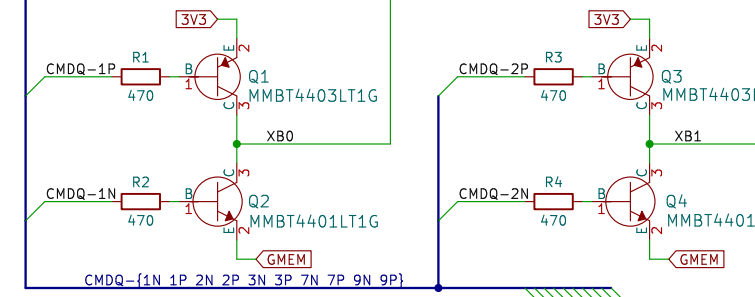 3V3
3V3
R1
E 2
R3
E 2
CMDQ-1P
B
Q1
CMDQ-2P
B
Q3
1
1
470
C 3
MMBT4403LT1G
470
C 3
MMBT4403
XB0
XB1
R2
C 3
R4
C 3
CMDQ-1N
B
Q2
CMDQ-2N
B
Q4
1
1
470
E 2
MMBT4401LT1G
470
E 2
MMBT4401
GMEM
GMEM
CMDQ-{1N 1P 2N 2P 3N 3P 7N 7P 9N 9P}